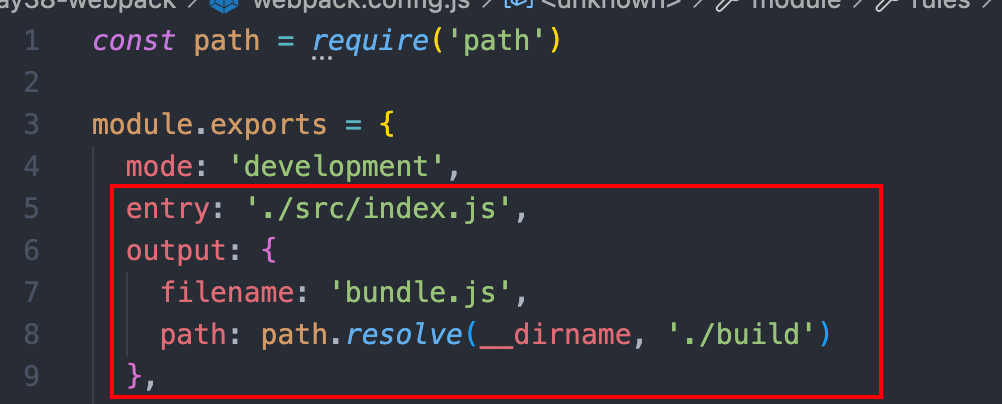 ay38-webpack > webpack.config.js > <unknown> > module > rules >
1 const path = require('path')
2
3 module.exports = {
4 mode: 'development',
5 entry: './src/index.js',
6 output: {
7 filename: 'bundle.js',
8 path: path.resolve(__dirname, './build')
9 },